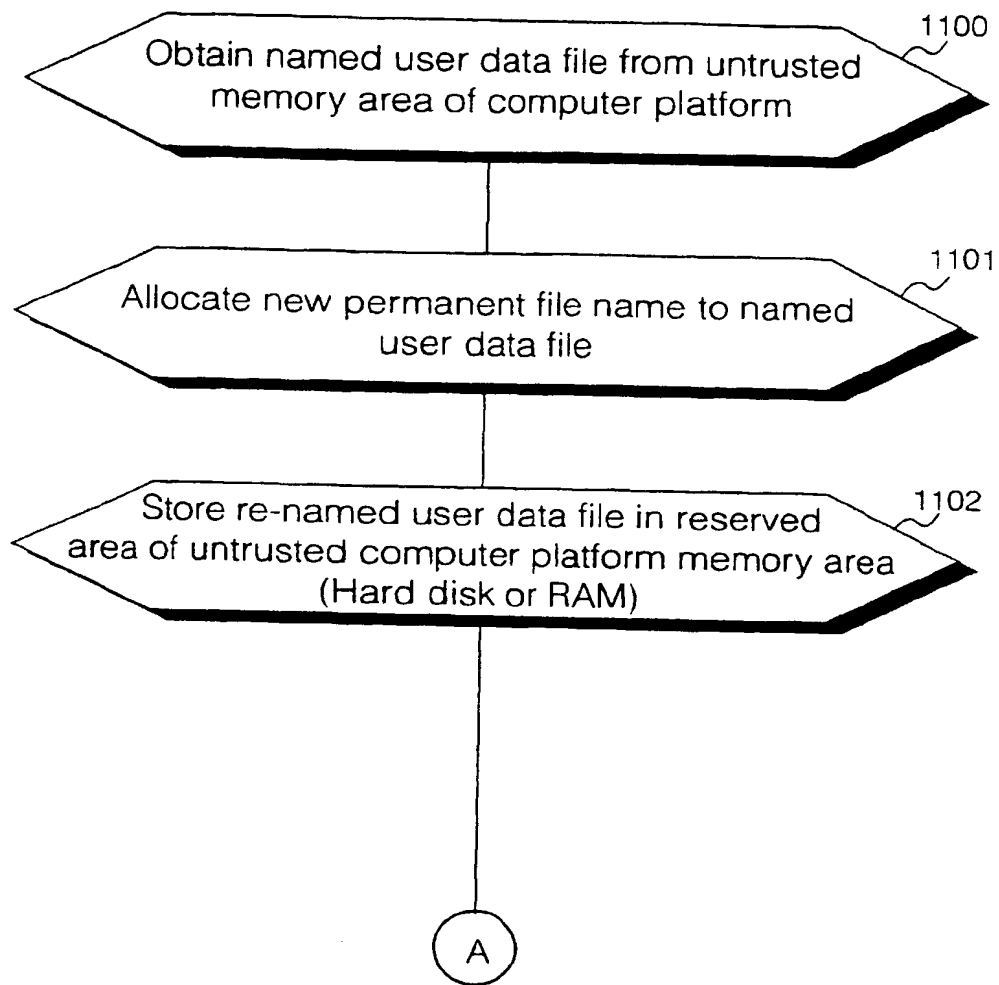 1100
Obtain named user data file from untrusted
memory area of computer platform
1101
Allocate new permanent file name to named
user data file
1102
Store re-named user data file in reserved
area of untrusted computer platform memory area
(Hard disk or RAM)
A